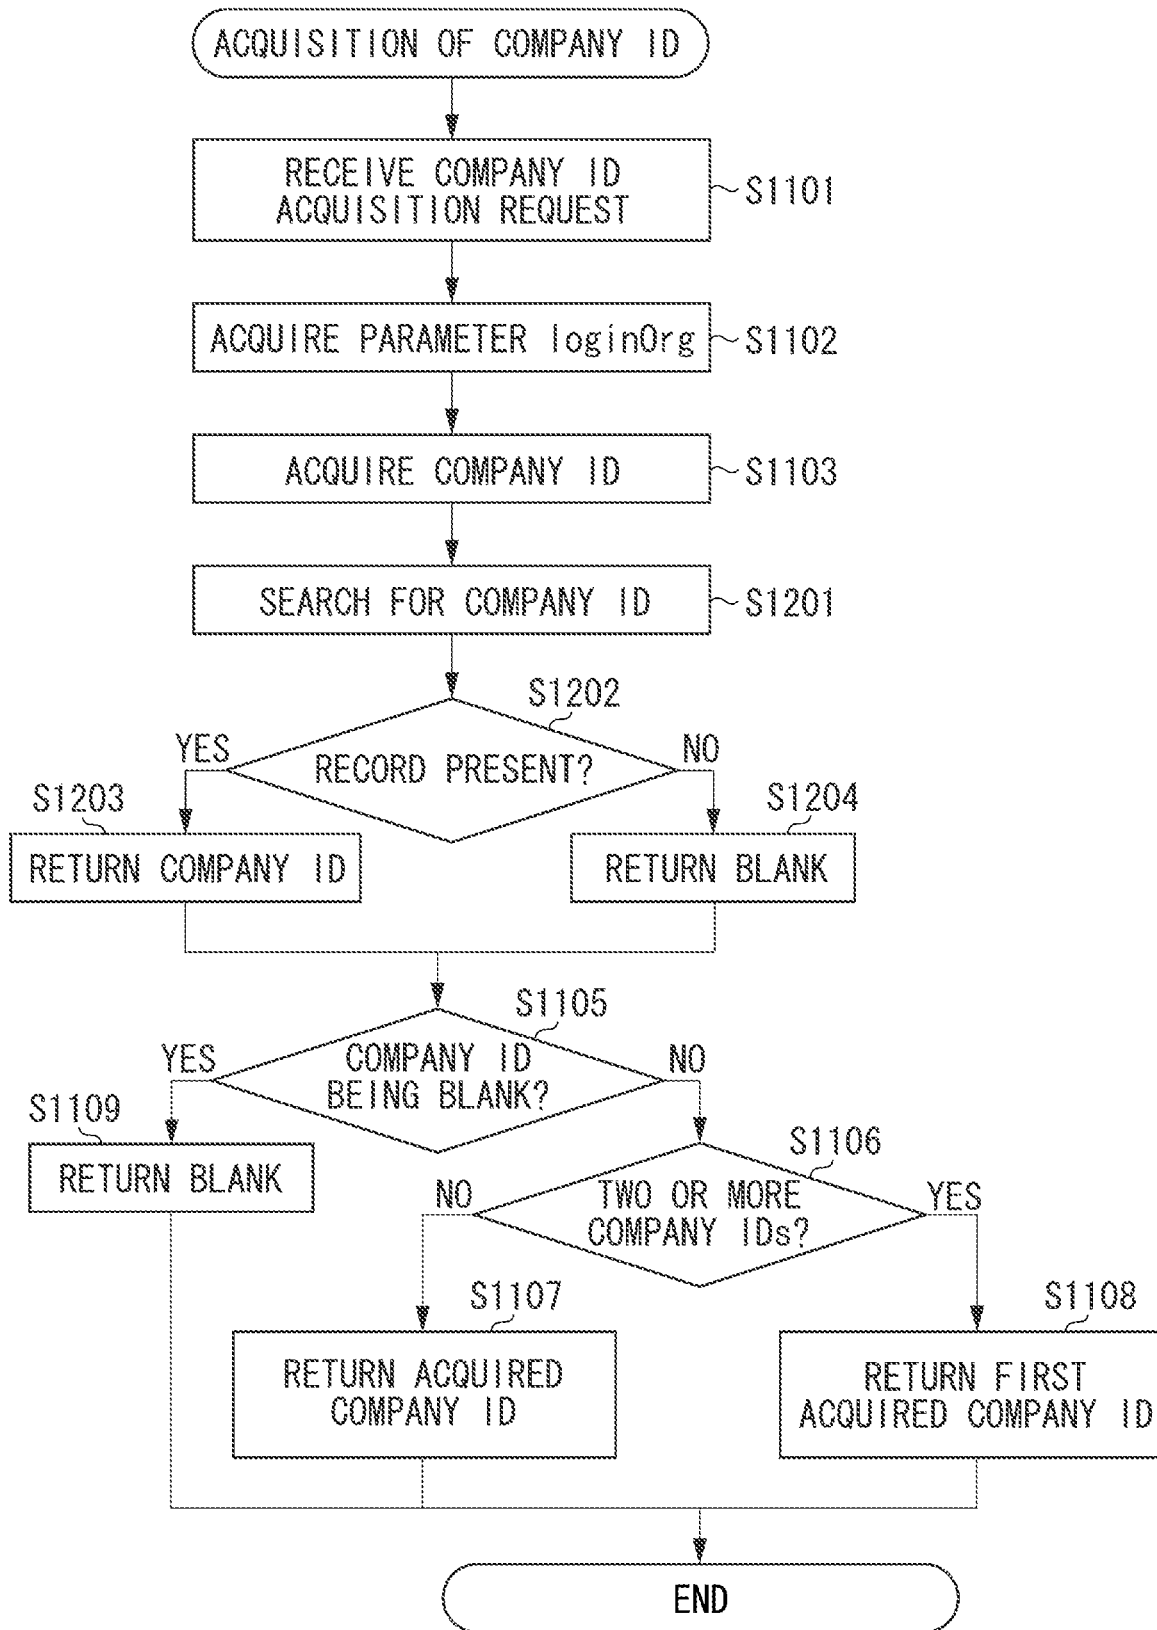 ACQUISITION OF COMPANY ID
RECEIVE COMPANY ID
ACQUISITION REQUEST
S1101
ACQUIRE PARAMETER loginOrg
S1102
ACQUIRE COMPANY ID
S1103
SEARCH FOR COMPANY ID
S1201
S1202
YES
RECORD PRESENT?
NO
S1203
S1204
RETURN COMPANY ID
RETURN BLANK
S1105
YES
COMPANY ID
BEING BLANK?
NO
S1109
RETURN BLANK
S1106
NO
TWO OR MORE
COMPANY IDs?
YES
S1107
S1108
RETURN ACQUIRED
COMPANY ID
RETURN FIRST
ACQUIRED COMPANY ID
END